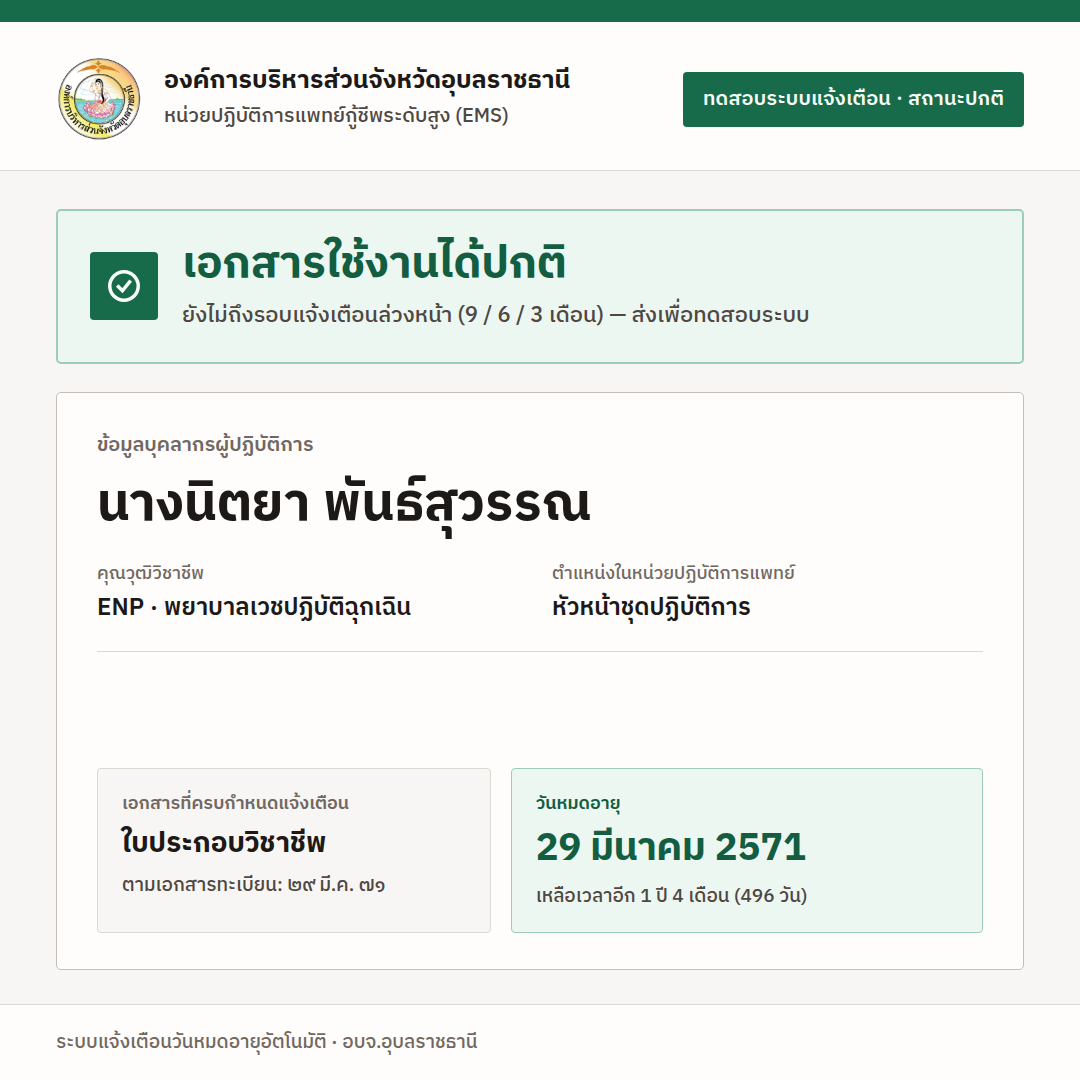 องค์การบริหารส่วนจังหวัดอุบลราชธานี
หน่วยปฏิบัติการแพทย์กู้ชีพระดับสูง (EMS)
ทดสอบระบบแจ้งเตือน · สถานะปกติ
เอกสารใช้งานได้ปกติ
ยังไม่ถึงรอบแจ้งเตือนล่วงหน้า (9 / 6 / 3 เดือน) — ส่งเพื่อทดสอบระบบ
ข้อมูลบุคลากรผู้ปฏิบัติการ
นางนิตยา พันธ์สุวรรณ
คุณวุฒิวิชาชีพ
ตำแหน่งในหน่วยปฏิบัติการแพทย์
ENP · พยาบาลเวชปฏิบัติฉุกเฉิน
หัวหน้าชุดปฏิบัติการ
เอกสารที่ครบกำหนดแจ้งเตือน
ใบประกอบวิชาชีพ
ตามเอกสารทะเบียน: ๒๙ มี.ค. ๗๑
วันหมดอายุ
29 มีนาคม 2571
เหลือเวลาอีก 1 ปี 4 เดือน (496 วัน)
ระบบแจ้งเตือนวันหมดอายุอัตโนมัติ · อบจ.อุบลราชธานี